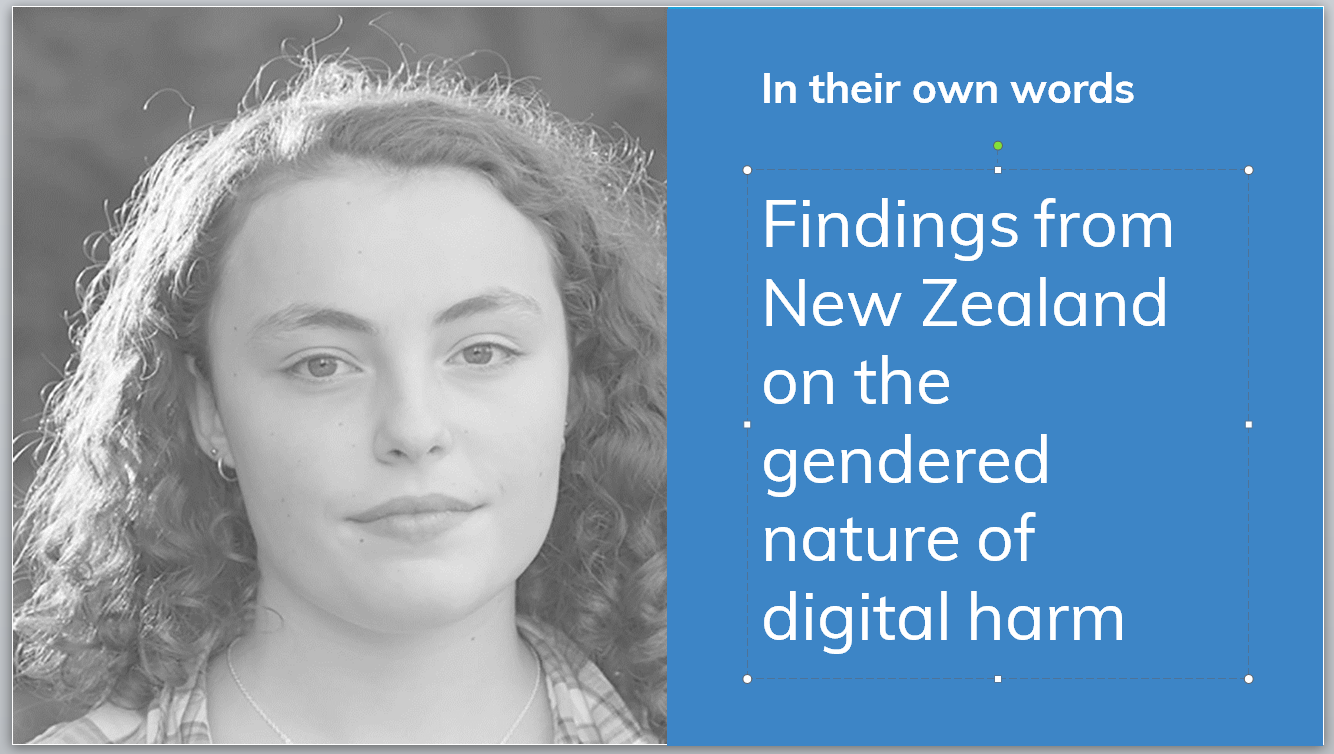 In their own words
Findings from
New Zealand
on the
gendered
nature of
digital harm